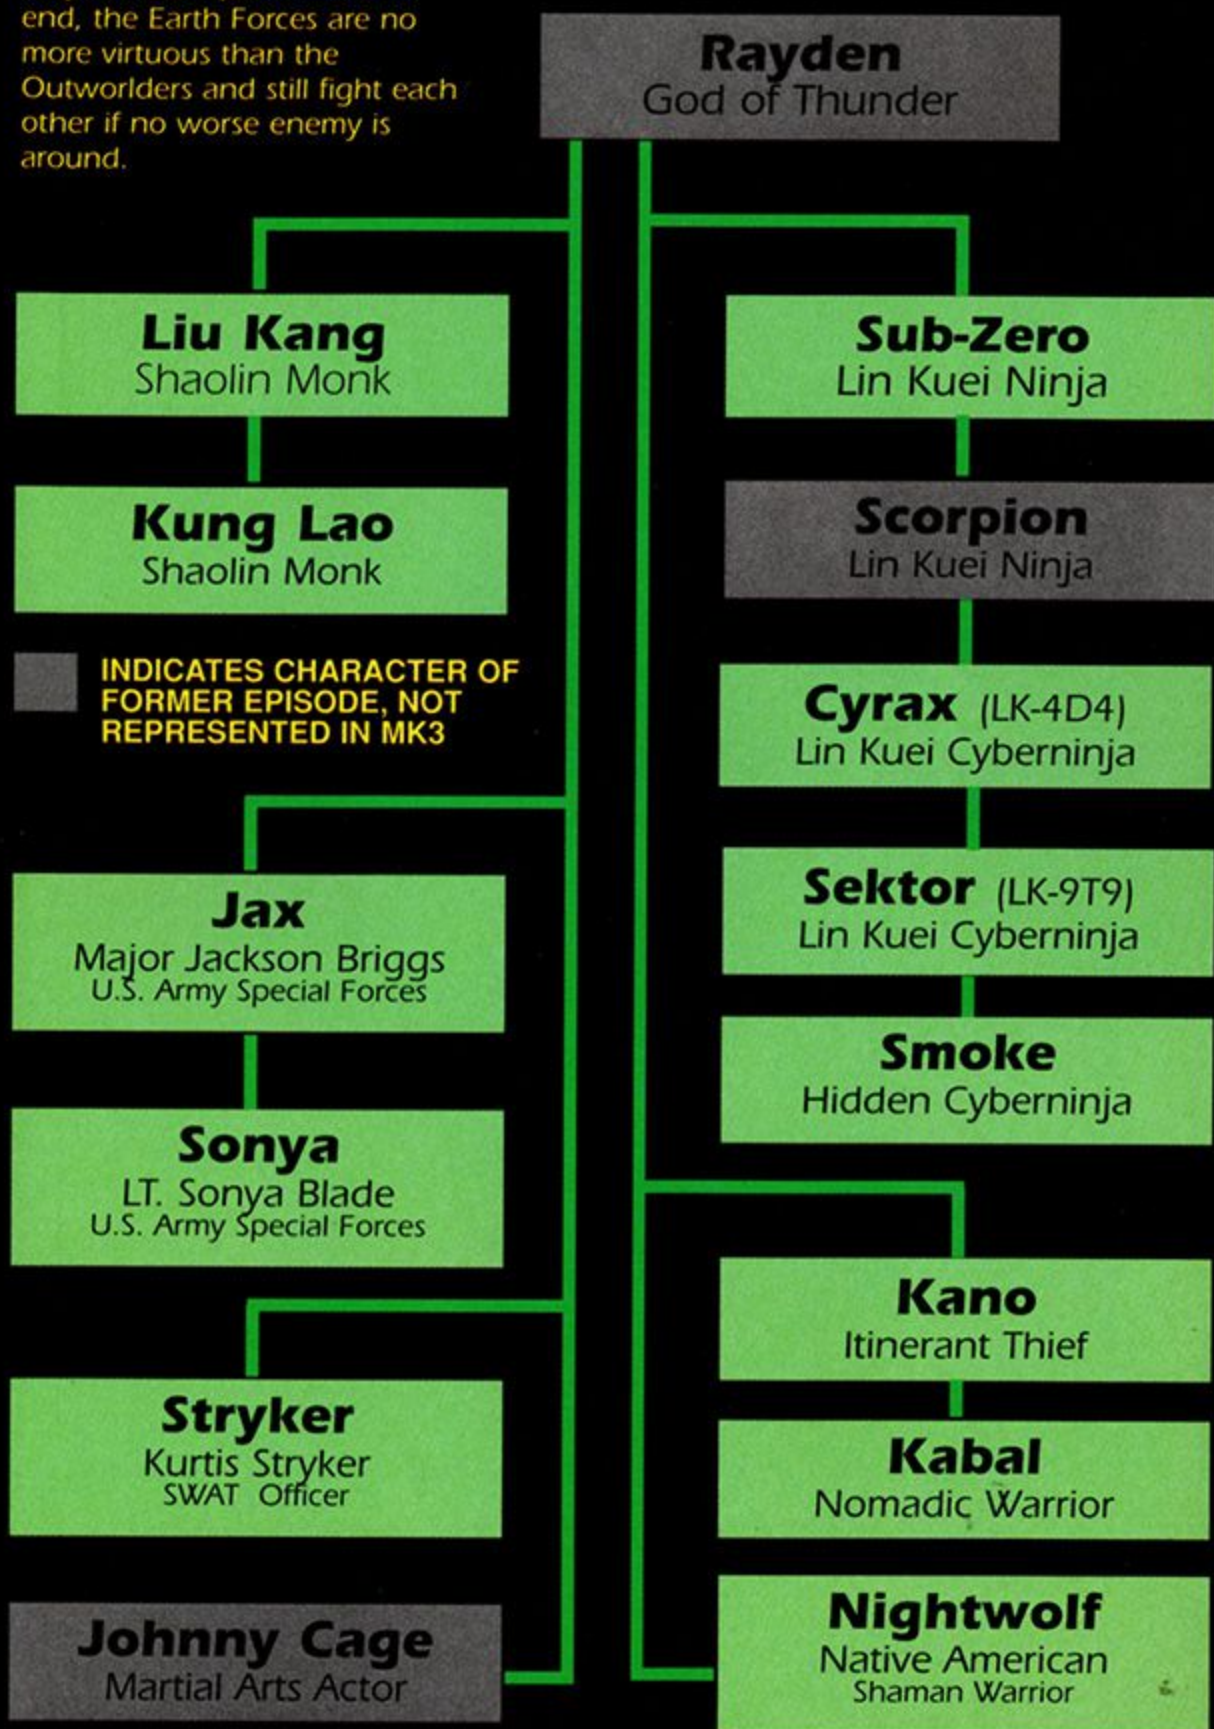 end, the Earth Forces are no
more virtuous than the
Outworlders and still fight each
other if no worse enemy is
around.
Rayden
God of Thunder
Liu Kang
Shaolin Monk
Kung Lao
Shaolin Monk
INDICATES CHARACTER OF
FORMER EPISODE, NOT
REPRESENTED IN MK3
Jax
Major Jackson Briggs
U.S. Army Special Forces
Sonya
LT. Sonya Blade
U.S. Army Special Forces
Stryker
Kurtis Stryker
SWAT Officer
Johnny Cage
Martial Arts Actor
Sub-Zero
Lin Kuei Ninja
Scorpion
Lin Kuei Ninja
Cyrax (LK-4D4)
Lin Kuei Cyberninja
Sektor (LK-9T9)
Lin Kuei Cyberninja
Smoke
Hidden Cyberninja
Kano
Itinerant Thief
Kabal
Nomadic Warrior
Nightwolf
Native American
Shaman Warrior